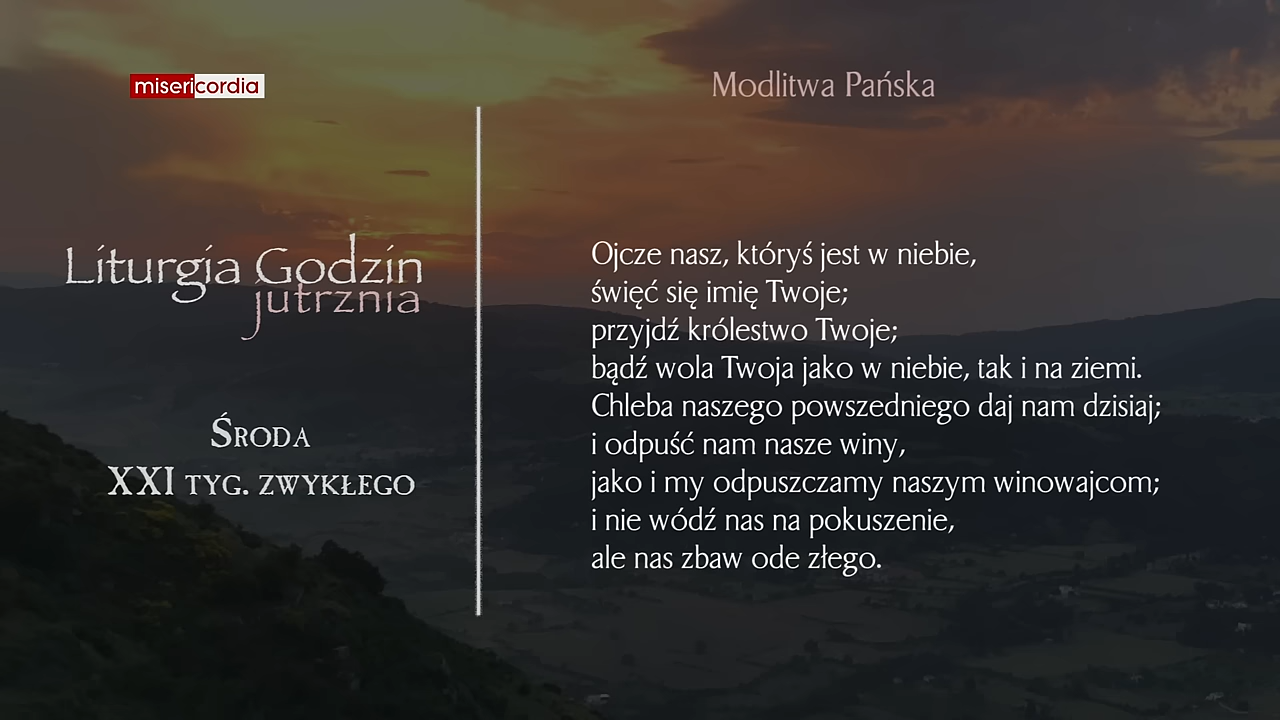 misericordia
Modlitwa Pańska
Liturgia Godzin
jutrznia
Środa
XXI tyg. zwykłego
Ojcze nasz, któryś jest w niebie,
święć się imię Twoje;
przyjdź królestwo Twoje;
bądź wola Twoja jako w niebie, tak i na ziemi.
Chleba naszego powszedniego daj nam dzisiaj;
i odpuść nam nasze winy,
jako i my odpuszczamy naszym winowajcom;
i nie wódź nas na pokuszenie,
ale nas zbaw ode złego.